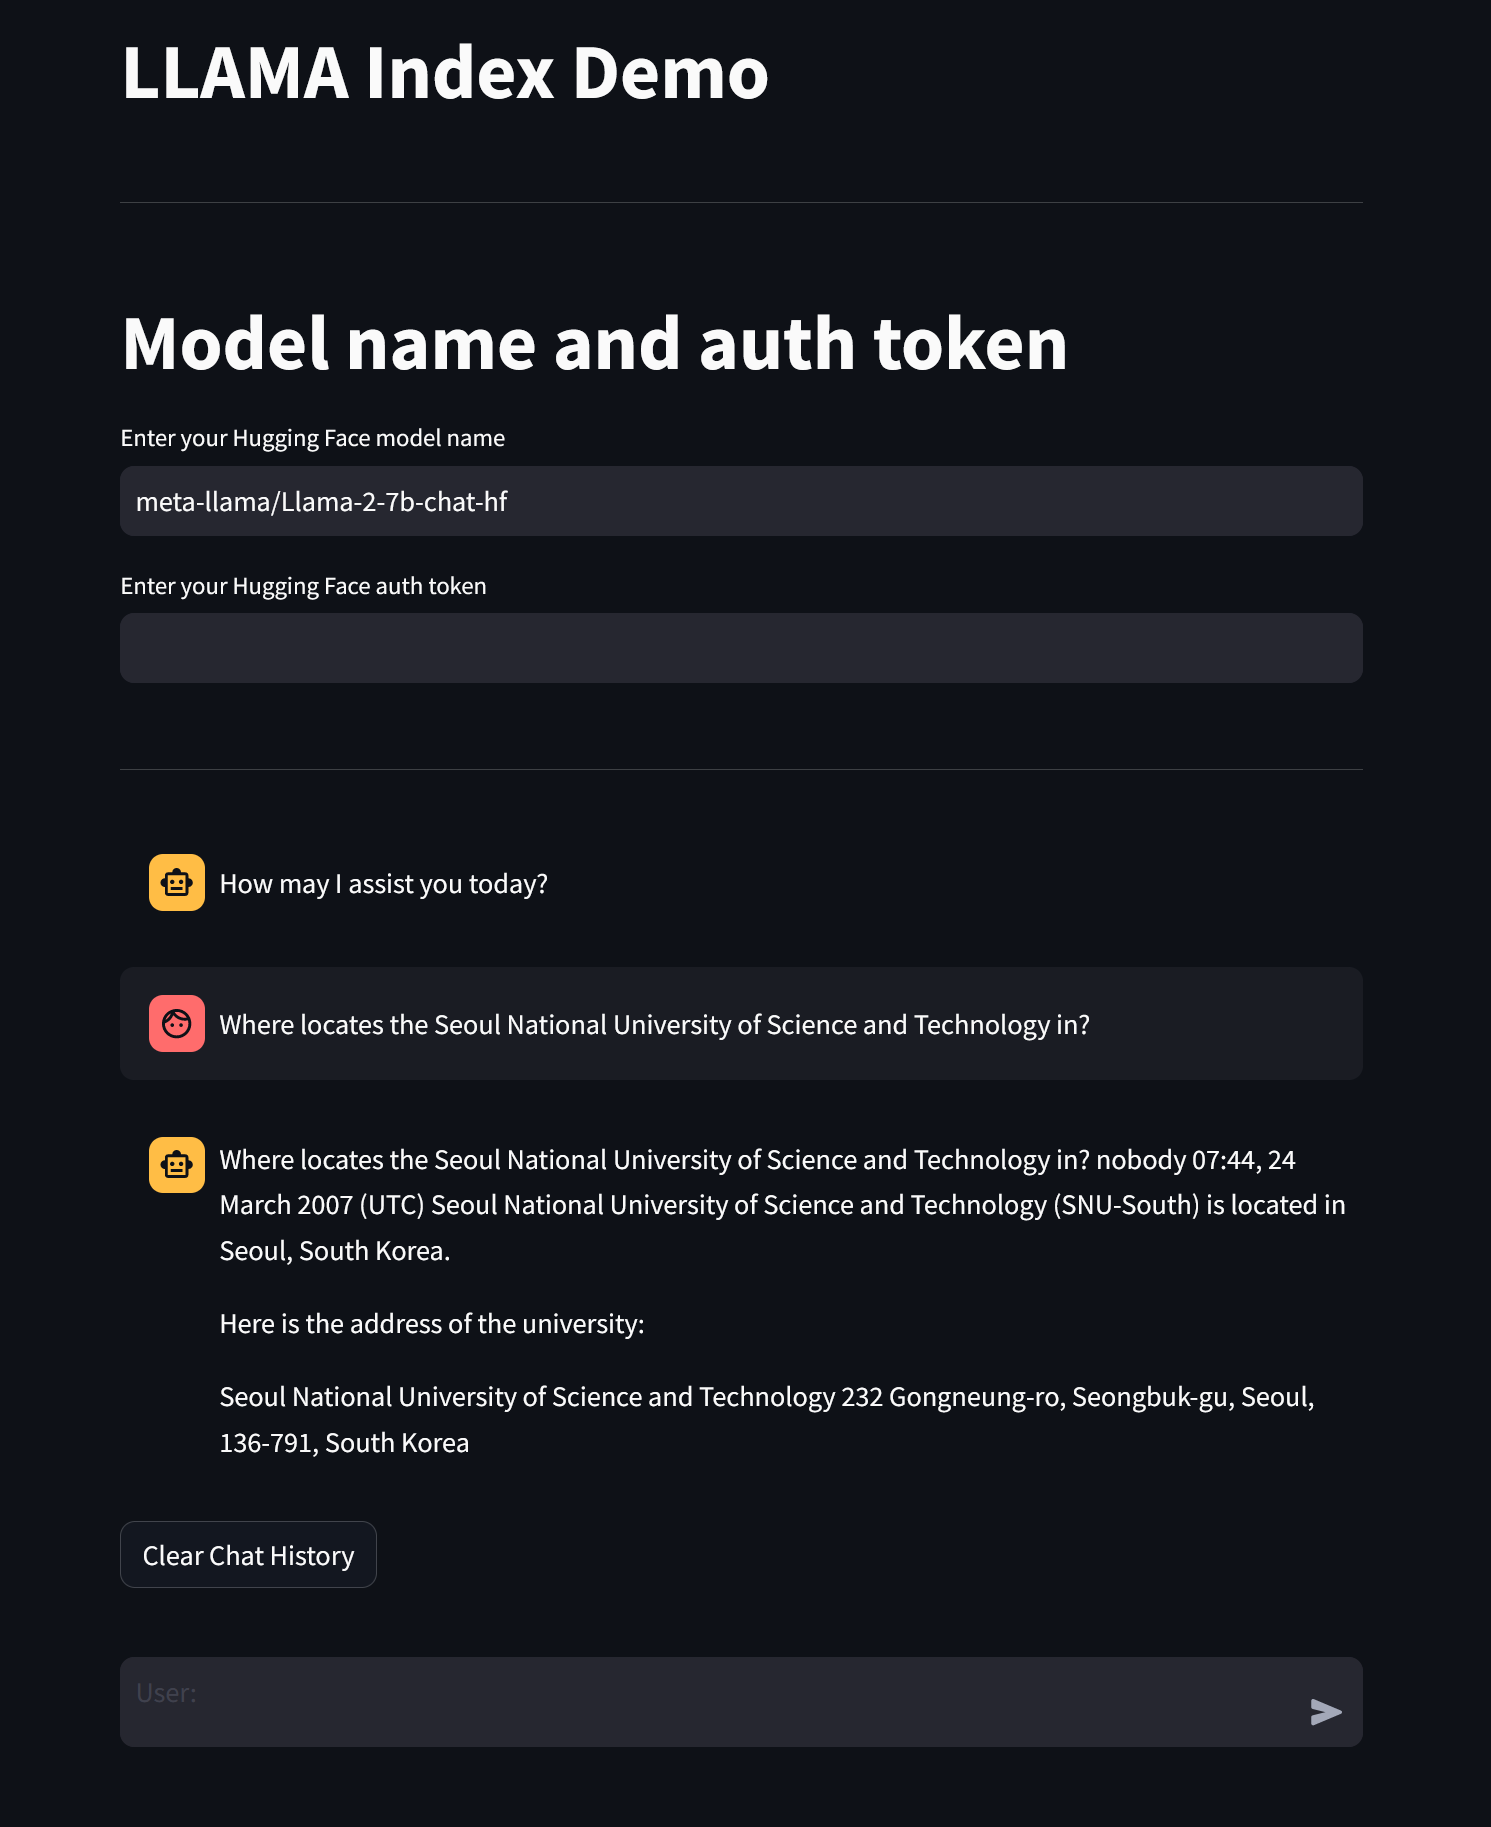 LLAMA Index Demo
Model name and auth token
Enter your Hugging Face model name
meta-llama/Llama-2-7b-chat-hf
Enter your Hugging Face auth token
How may I assist you today?
Where locates the Seoul National University of Science and Technology in?
Where locates the Seoul National University of Science and Technology in? nobody 07:44, 24
March 2007 (UTC) Seoul National University of Science and Technology (SNU-South) is located in
Seoul, South Korea.
Here is the address of the university:
Seoul National University of Science and Technology 232 Gongneung-ro, Seongbuk-gu, Seoul,
136-791, South Korea
Clear Chat History
User: